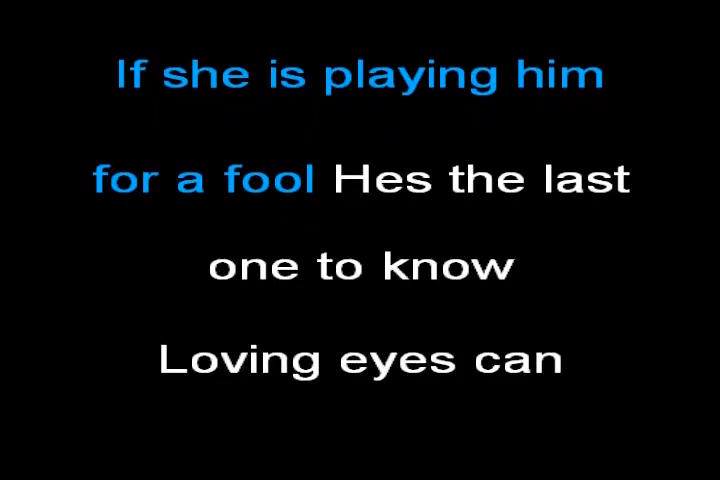 If she is playing him
for a fool Hes the last
one to know
Loving eyes can